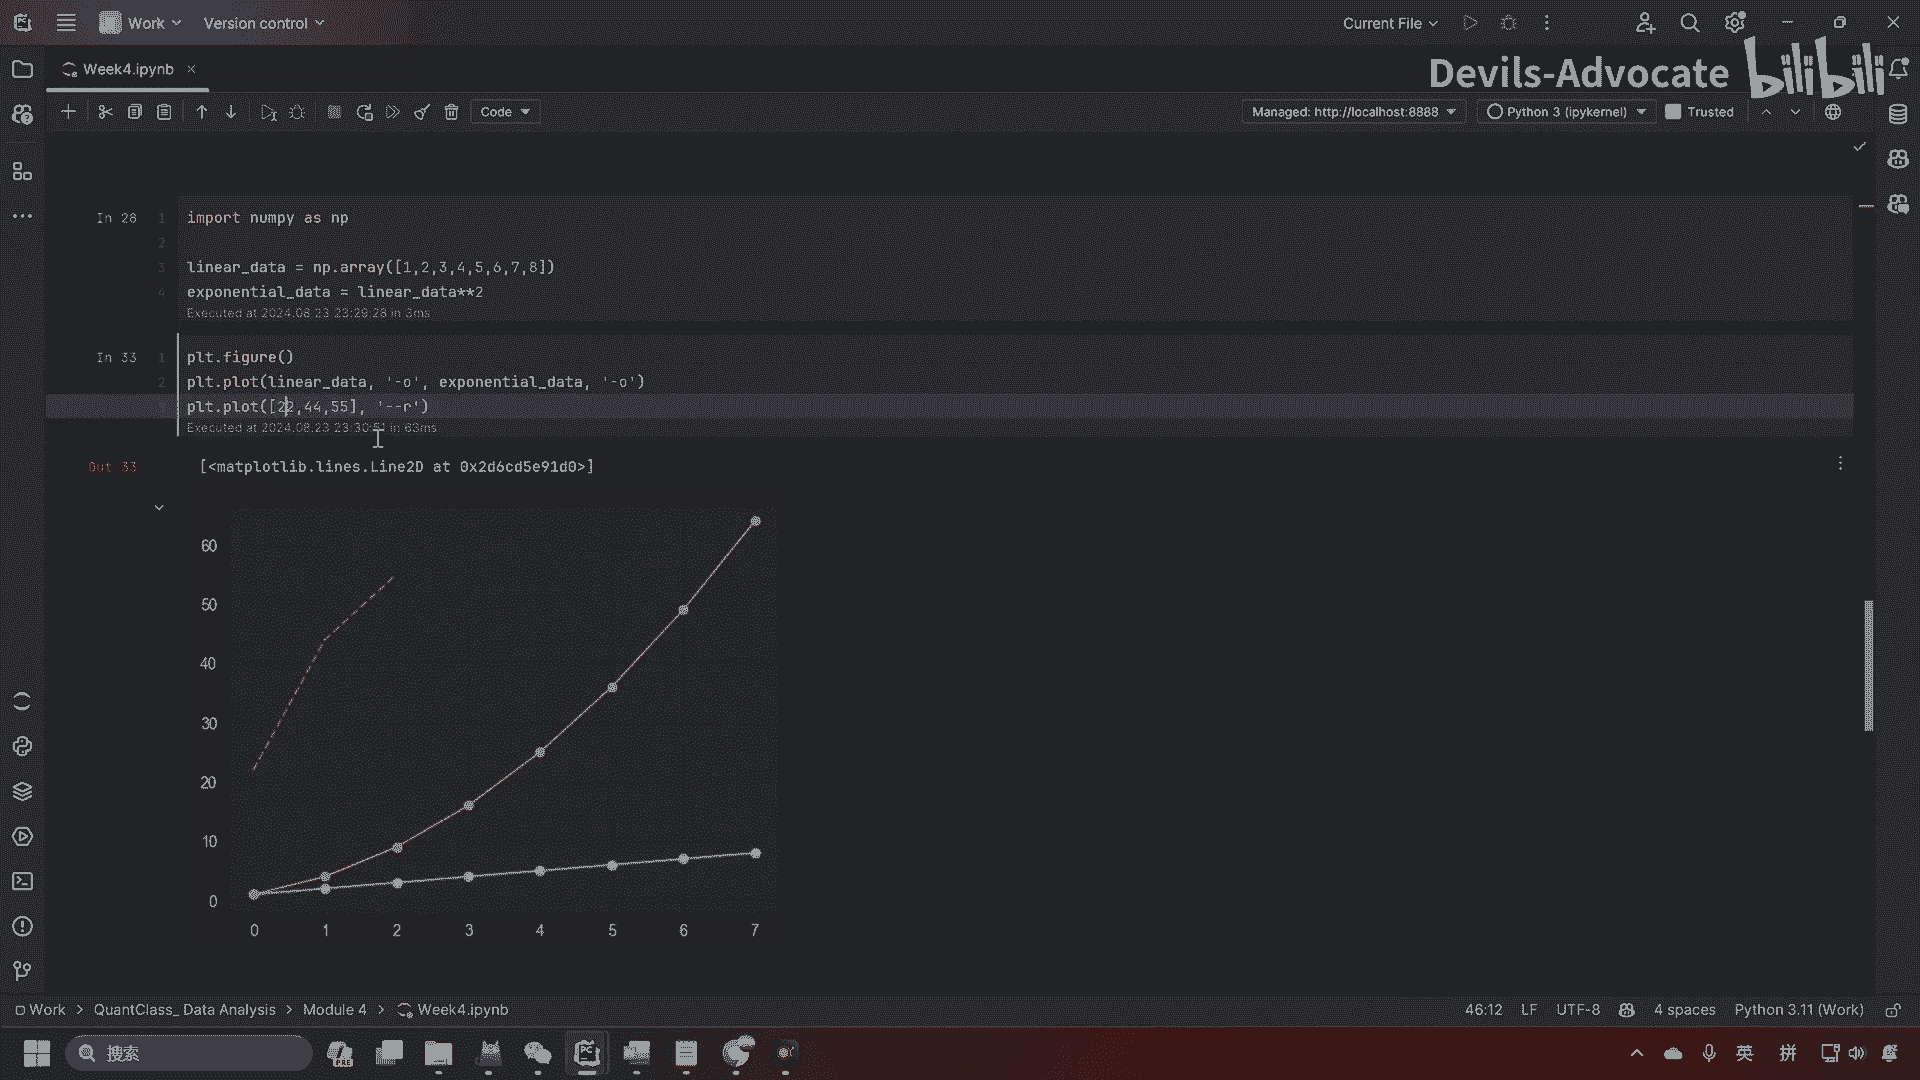 Work
Version control
Current File
Week4.ipynb
Devils-Advocate
bilibili
Code
Managed: http://localhost:8888
Python 3 (ipykernel)
Trusted
In 28
1 import numpy as np
2
3 linear_data = np.array([1,2,3,4,5,6,7,8])
4 exponential_data = linear_data**2
Executed at 2024.08.23 23:29:28 in 3ms
In 33
1 plt.figure()
2 plt.plot(linear_data, '-o', exponential_data, '-o')
3 plt.plot([22,44,55], '--r')
Executed at 2024.08.23 23:30:51 in 63ms
Out 33
[<matplotlib.lines.Line2D at 0x2d6cd5e91d0>]
60
50
40
30
20
10
0
0 1 2 3 4 5 6 7
Work > QuantClass_ Data Analysis > Module 4 > Week4.ipynb
46:12 LF UTF-8 4 spaces Python 3.11 (Work)
搜索
英 拼